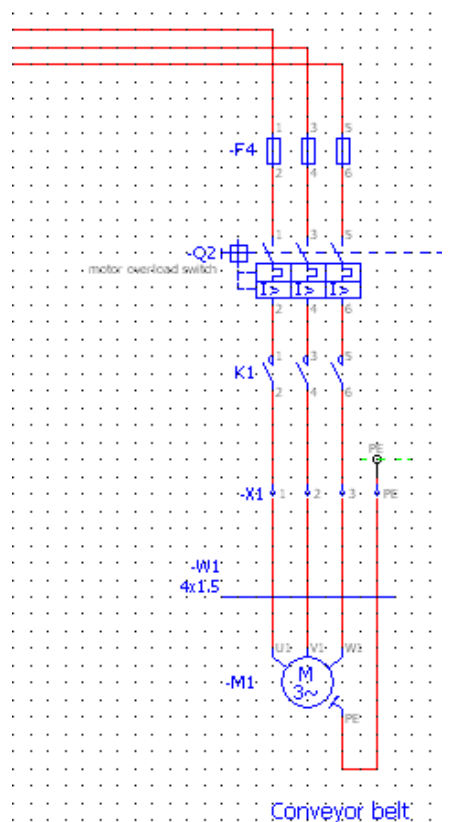 1 3 5
-F4
2 4 6
1 3 5
-Q2
motor overload switch
I> I> I>
2 4 6
1 3 5
K1
2 4 6
PE
-X1 1 2 3 PE
-W1
4x1.5
U1 V1 W1
M
-M1
3~
PE
Conveyor belt